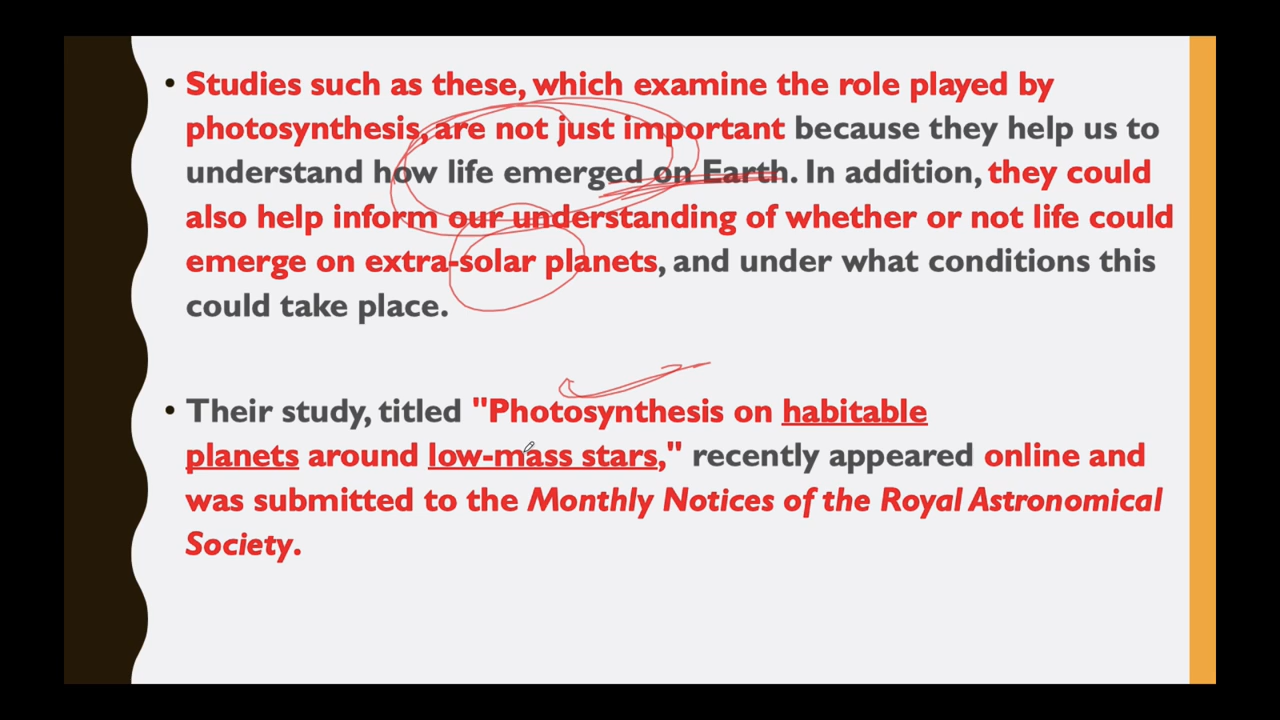 • Studies such as these, which examine the role played by
photosynthesis, are not just important because they help us to
understand how life emerged on Earth. In addition, they could
also help inform our understanding of whether or not life could
emerge on extra-solar planets, and under what conditions this
could take place.
• Their study, titled "Photosynthesis on habitable
planets around low-mass stars," recently appeared online and
was submitted to the Monthly Notices of the Royal Astronomical
Society.